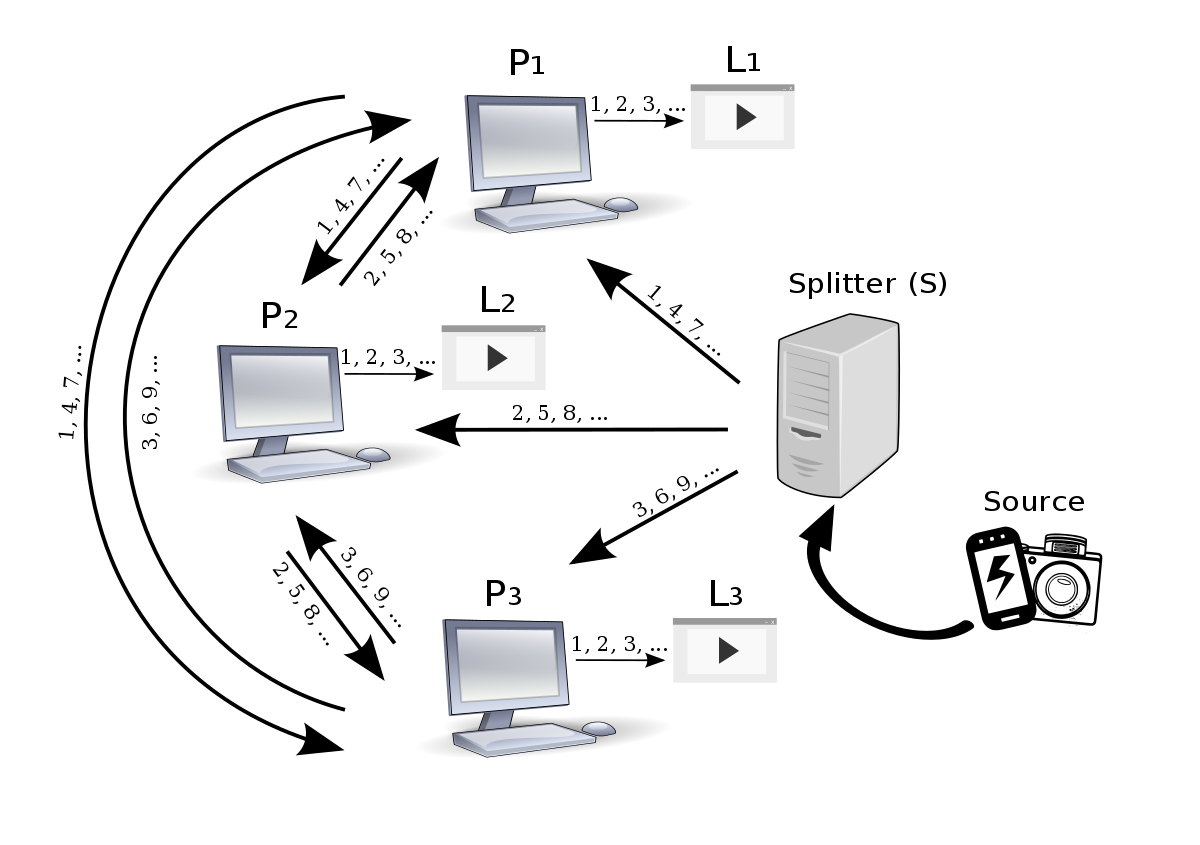 P1
L1
1, 2, 3, ...
1, 4, 7, ...
2, 5, 8, ...
Splitter (S)
P2
L2
1, 2, 3, ...
1, 4, 7, ...
1, 4, 7, ...
3, 6, 9, ...
2, 5, 8, ...
3, 6, 9, ...
Source
3, 6, 9, ...
2, 5, 8, ...
P3
L3
1, 2, 3, ...